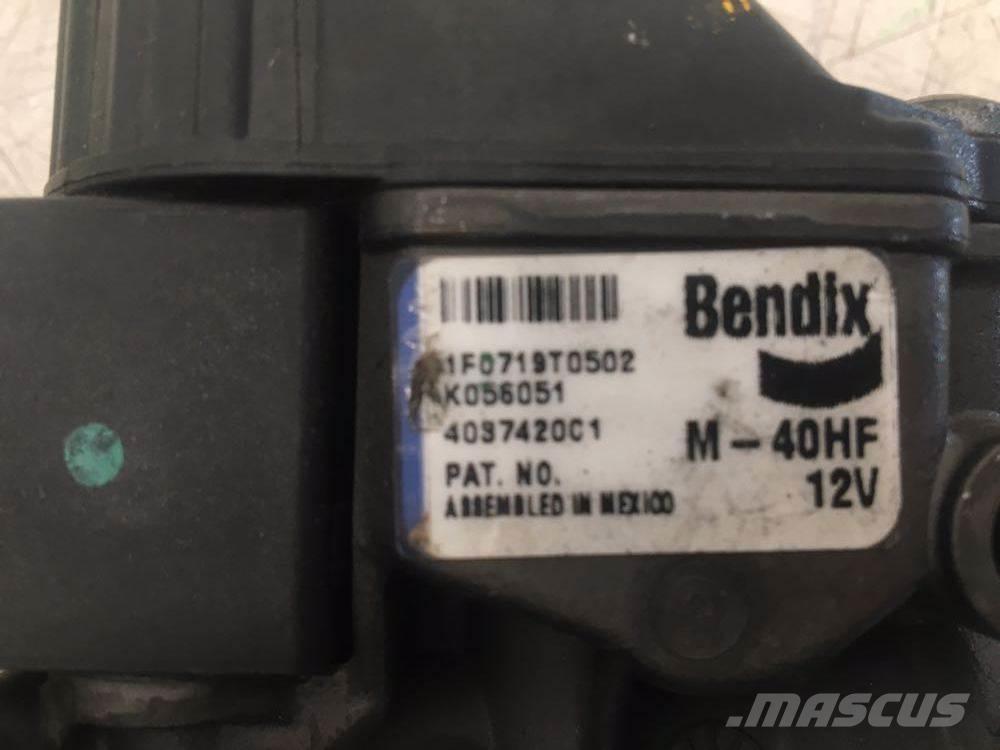 Bendix
1F0719T0502
K056051
4037420C1
M-40HF
PAT. NO.
12V
ASSEMBLED IN MEXICO
.MASCUS